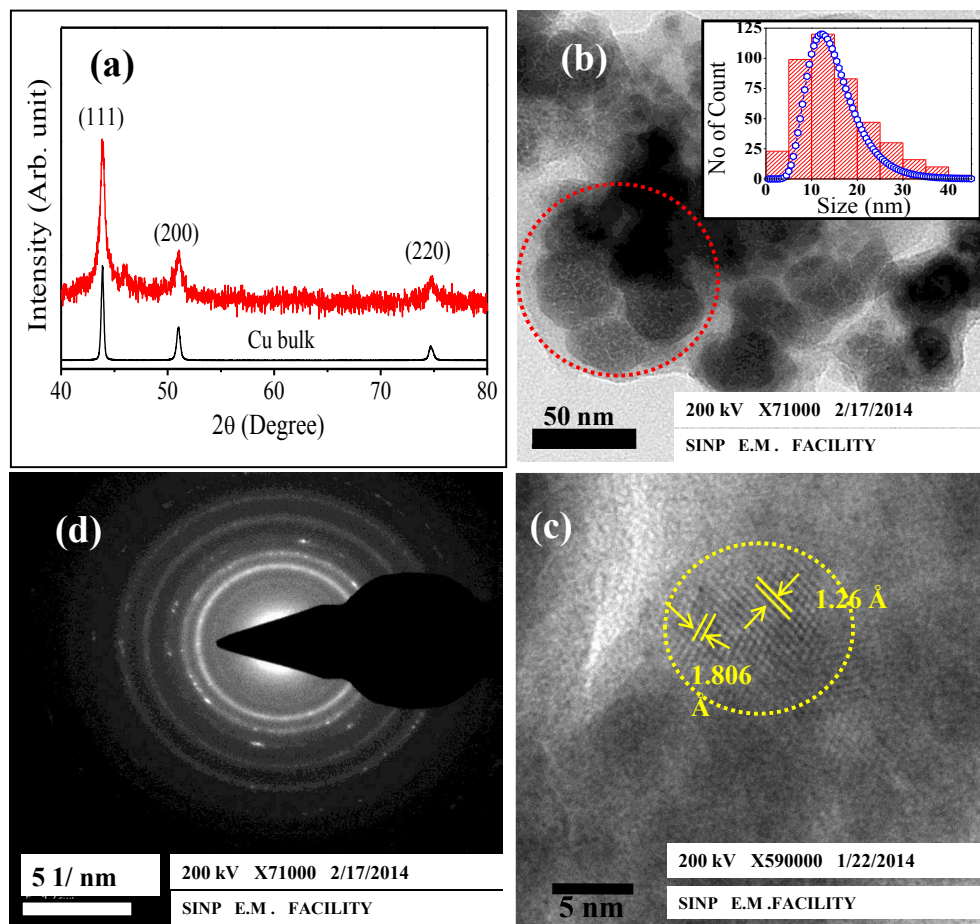 (a)
(111)
(200)
(220)
Cu bulk
Intensity (Arb. unit)
40 50 60 70 80
2θ (Degree)
(b)
125
100
75
50
25
0
No of Count
0 10 20 30 40
Size (nm)
50 nm
200 kV X71000 2/17/2014
SINP E.M . FACILITY
(d)
5 1/ nm
200 kV X71000 2/17/2014
SINP E.M . FACILITY
(c)
1.26 Å
1.806
Å
5 nm
200 kV X590000 1/22/2014
SINP E.M .FACILITY